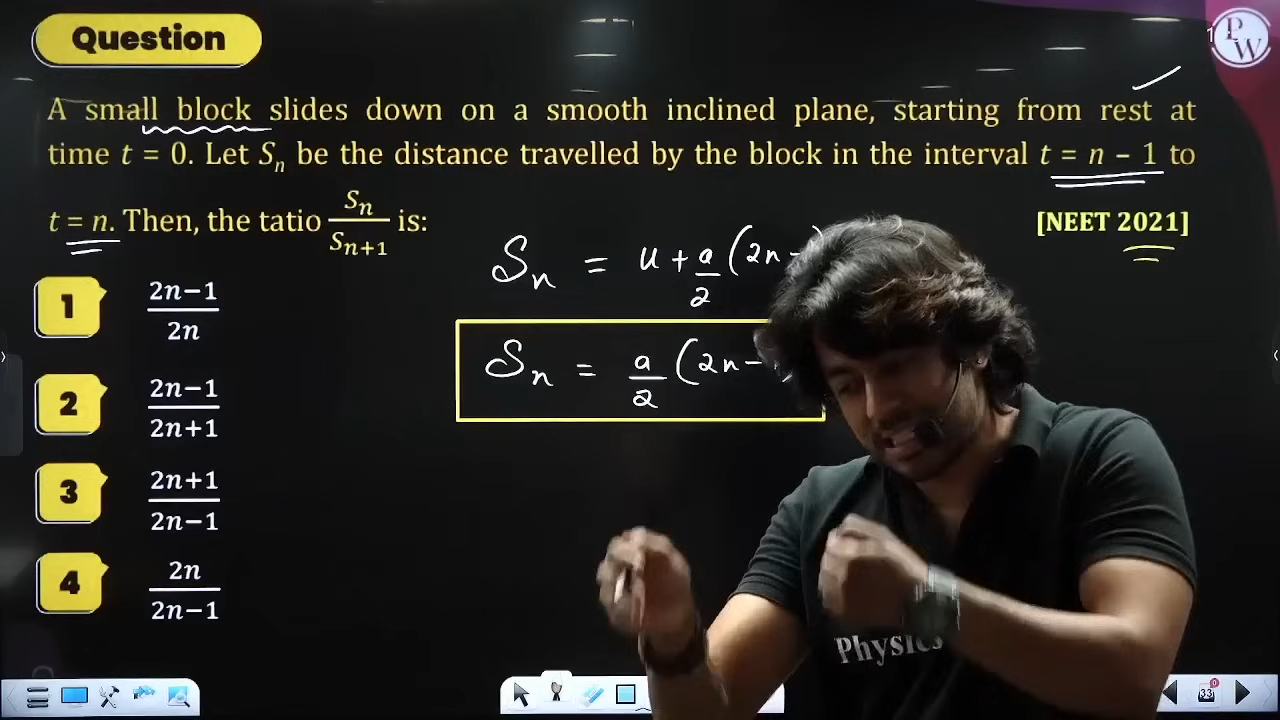 Question
PW
A small block slides down on a smooth inclined plane, starting from rest at
time t = 0. Let Sn be the distance travelled by the block in the interval t = n – 1 to
t = n. Then, the tatio Sn/Sn+1 is:
[NEET 2021]
Sn = u + a/2 (2n –
Sn = a/2 (2n –
1 2n−1/2n
2 2n−1/2n+1
3 2n+1/2n−1
4 2n/2n−1
Physics
33